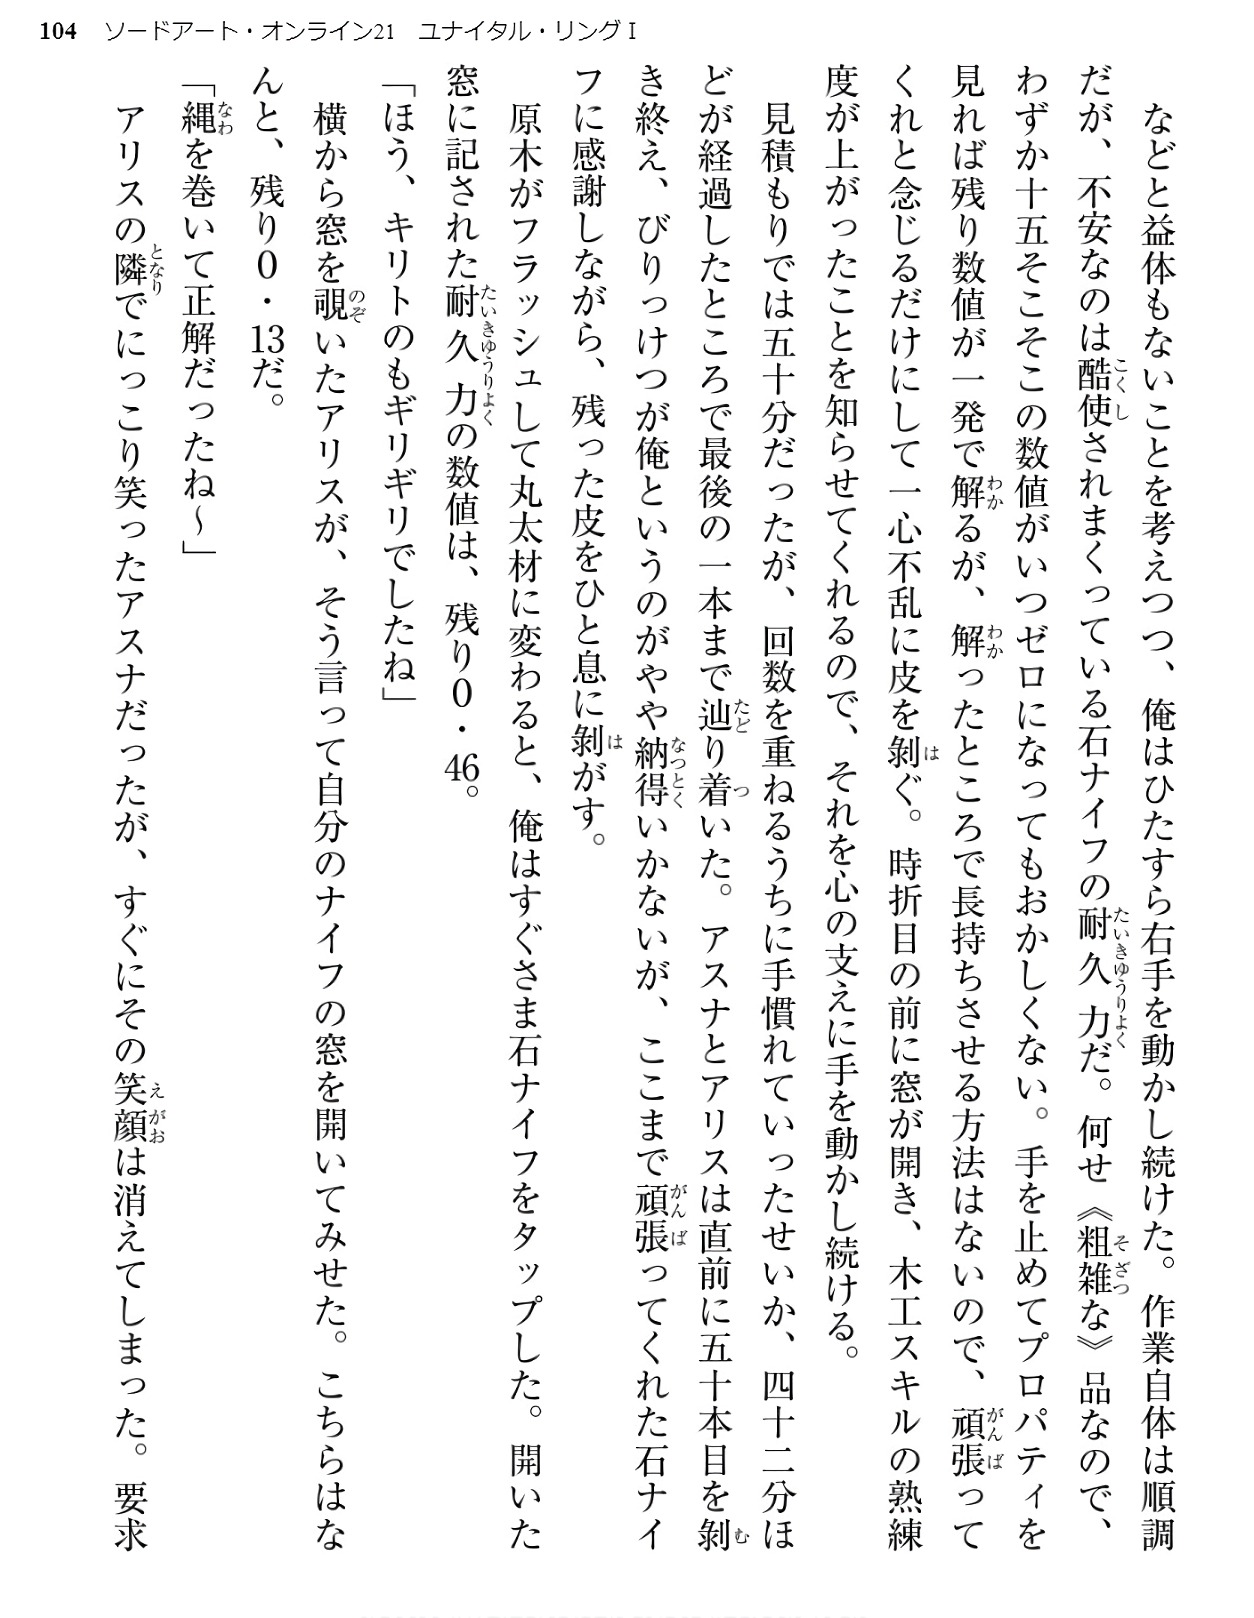 104 ソードアート・オンライン21 ユナイタル・リングⅠ
などと益体もないことを考えつつ、俺はひたすら右手を動かし続けた。作業自体は順調
だが、不安なのは酷使されまくっている石ナイフの耐久力だ。何せ《粗雑な》品なので、
わずか十五そこそこの数値がいつゼロになってもおかしくない。手を止めてプロパティを
見れば残り数値が一発で解るが、解ったところで長持ちさせる方法はないので、頑張って
くれと念じるだけにして一心不乱に皮を剝ぐ。時折目の前に窓が開き、木工スキルの熟練
度が上がったことを知らせてくれるので、それを心の支えに手を動かし続ける。
見積もりでは五十分だったが、回数を重ねるうちに手慣れていったせいか、四十二分ほ
どが経過したところで最後の一本まで辿り着いた。アスナとアリスは直前に五十本目を剝
き終え、びりっけつが俺というのがやや納得いかないが、ここまで頑張ってくれた石ナイ
フに感謝しながら、残った皮をひと息に剝がす。
原木がフラッシュして丸太材に変わると、俺はすぐさま石ナイフをタップした。開いた
窓に記された耐久力の数値は、残り0・46。
「ほう、キリトのもギリギリでしたね」
横から窓を覗いたアリスが、そう言って自分のナイフの窓を開いてみせた。こちらはな
んと、残り0・13だ。
「縄を巻いて正解だったね〜」
アリスの隣でにっこり笑ったアスナだったが、すぐにその笑顔は消えてしまった。要求